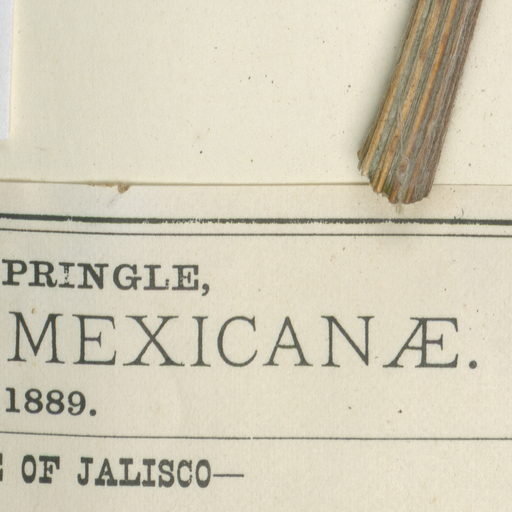 PRINGLE,
MEXICANÆ.
1889.
OF JALISCO—